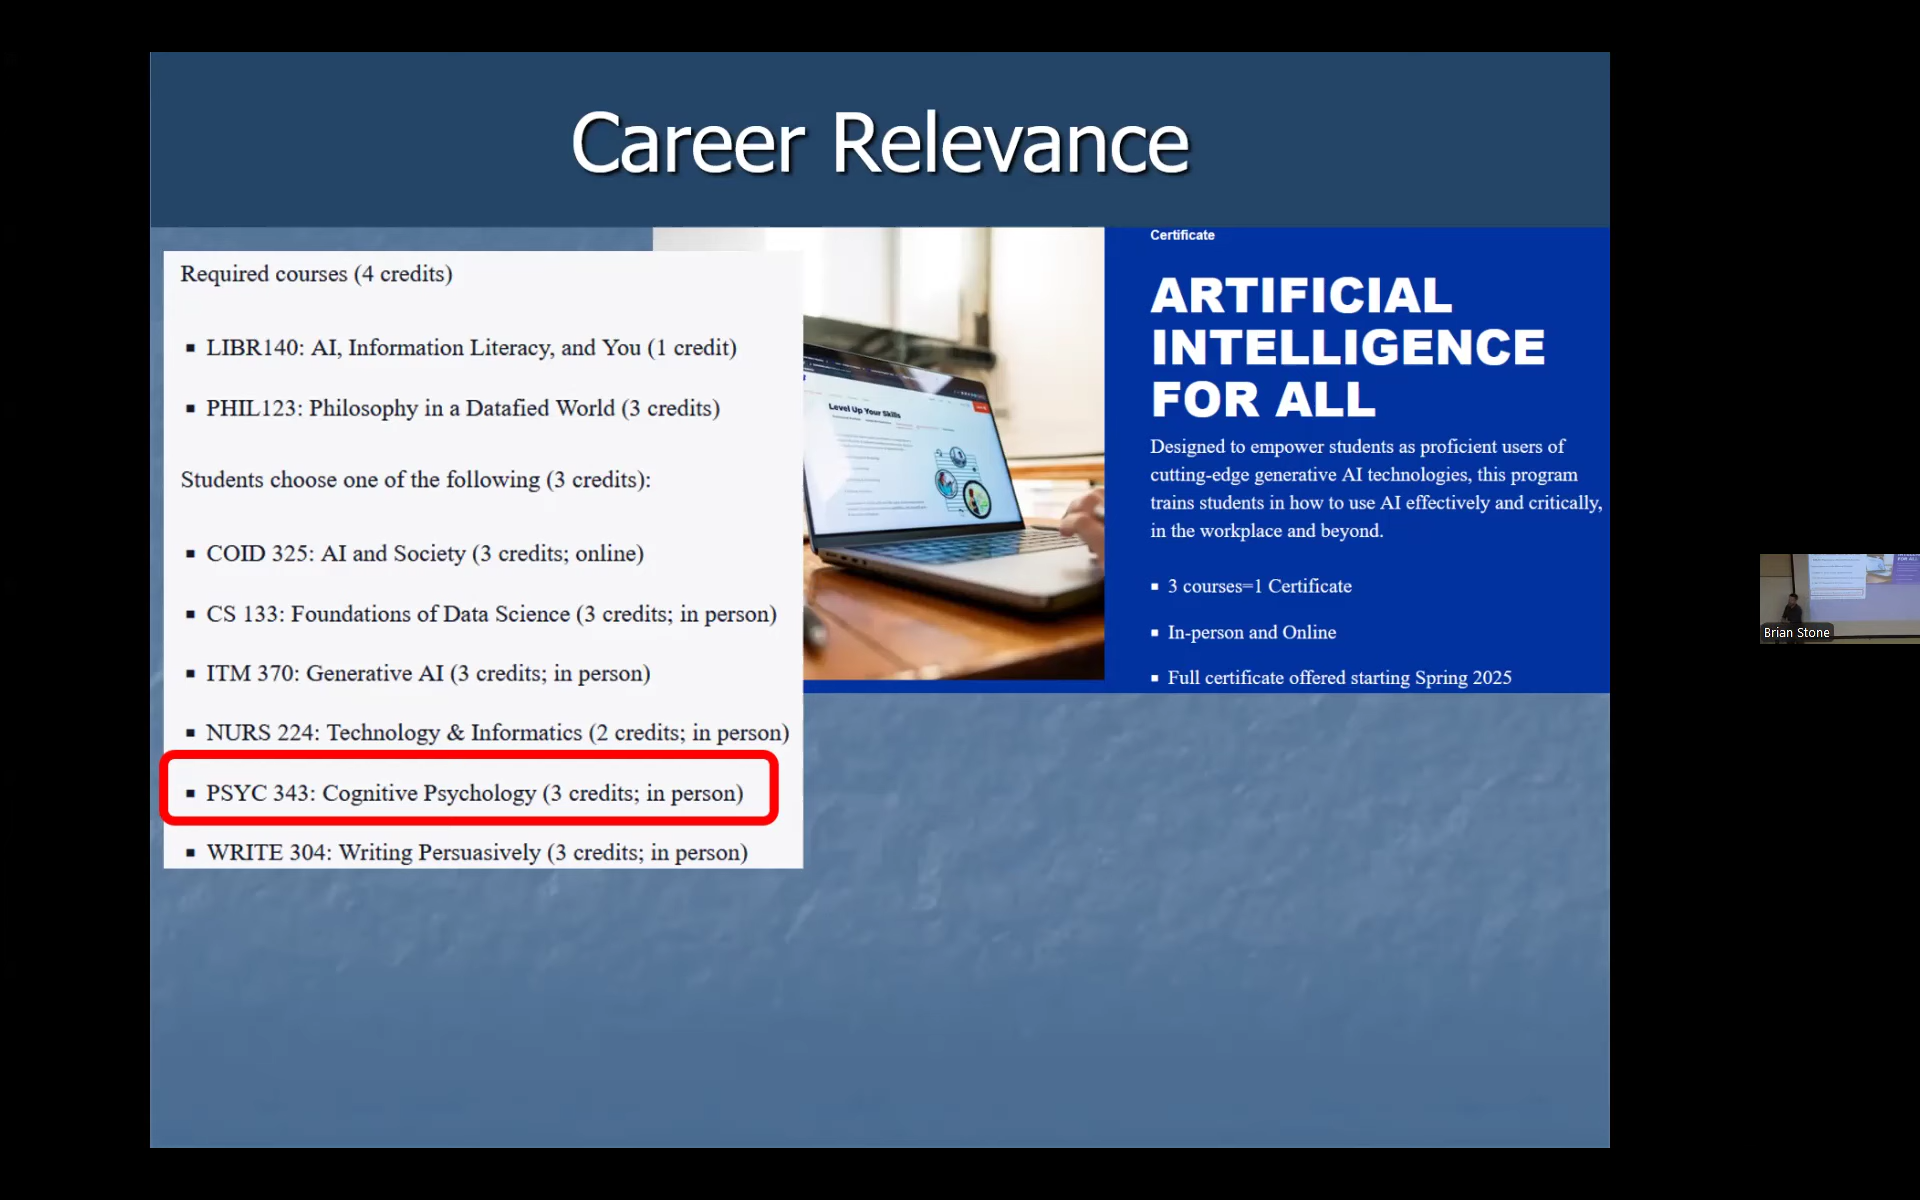 Career Relevance
Required courses (4 credits)
▪ LIBR140: AI, Information Literacy, and You (1 credit)
▪ PHIL123: Philosophy in a Datafied World (3 credits)
Students choose one of the following (3 credits):
▪ COID 325: AI and Society (3 credits; online)
▪ CS 133: Foundations of Data Science (3 credits; in person)
▪ ITM 370: Generative AI (3 credits; in person)
▪ NURS 224: Technology & Informatics (2 credits; in person)
▪ PSYC 343: Cognitive Psychology (3 credits; in person)
▪ WRITE 304: Writing Persuasively (3 credits; in person)
Level Up Your Skills
Certificate
ARTIFICIAL
INTELLIGENCE
FOR ALL
Designed to empower students as proficient users of
cutting-edge generative AI technologies, this program
trains students in how to use AI effectively and critically,
in the workplace and beyond.
▪ 3 courses=1 Certificate
▪ In-person and Online
▪ Full certificate offered starting Spring 2025
Brian Stone